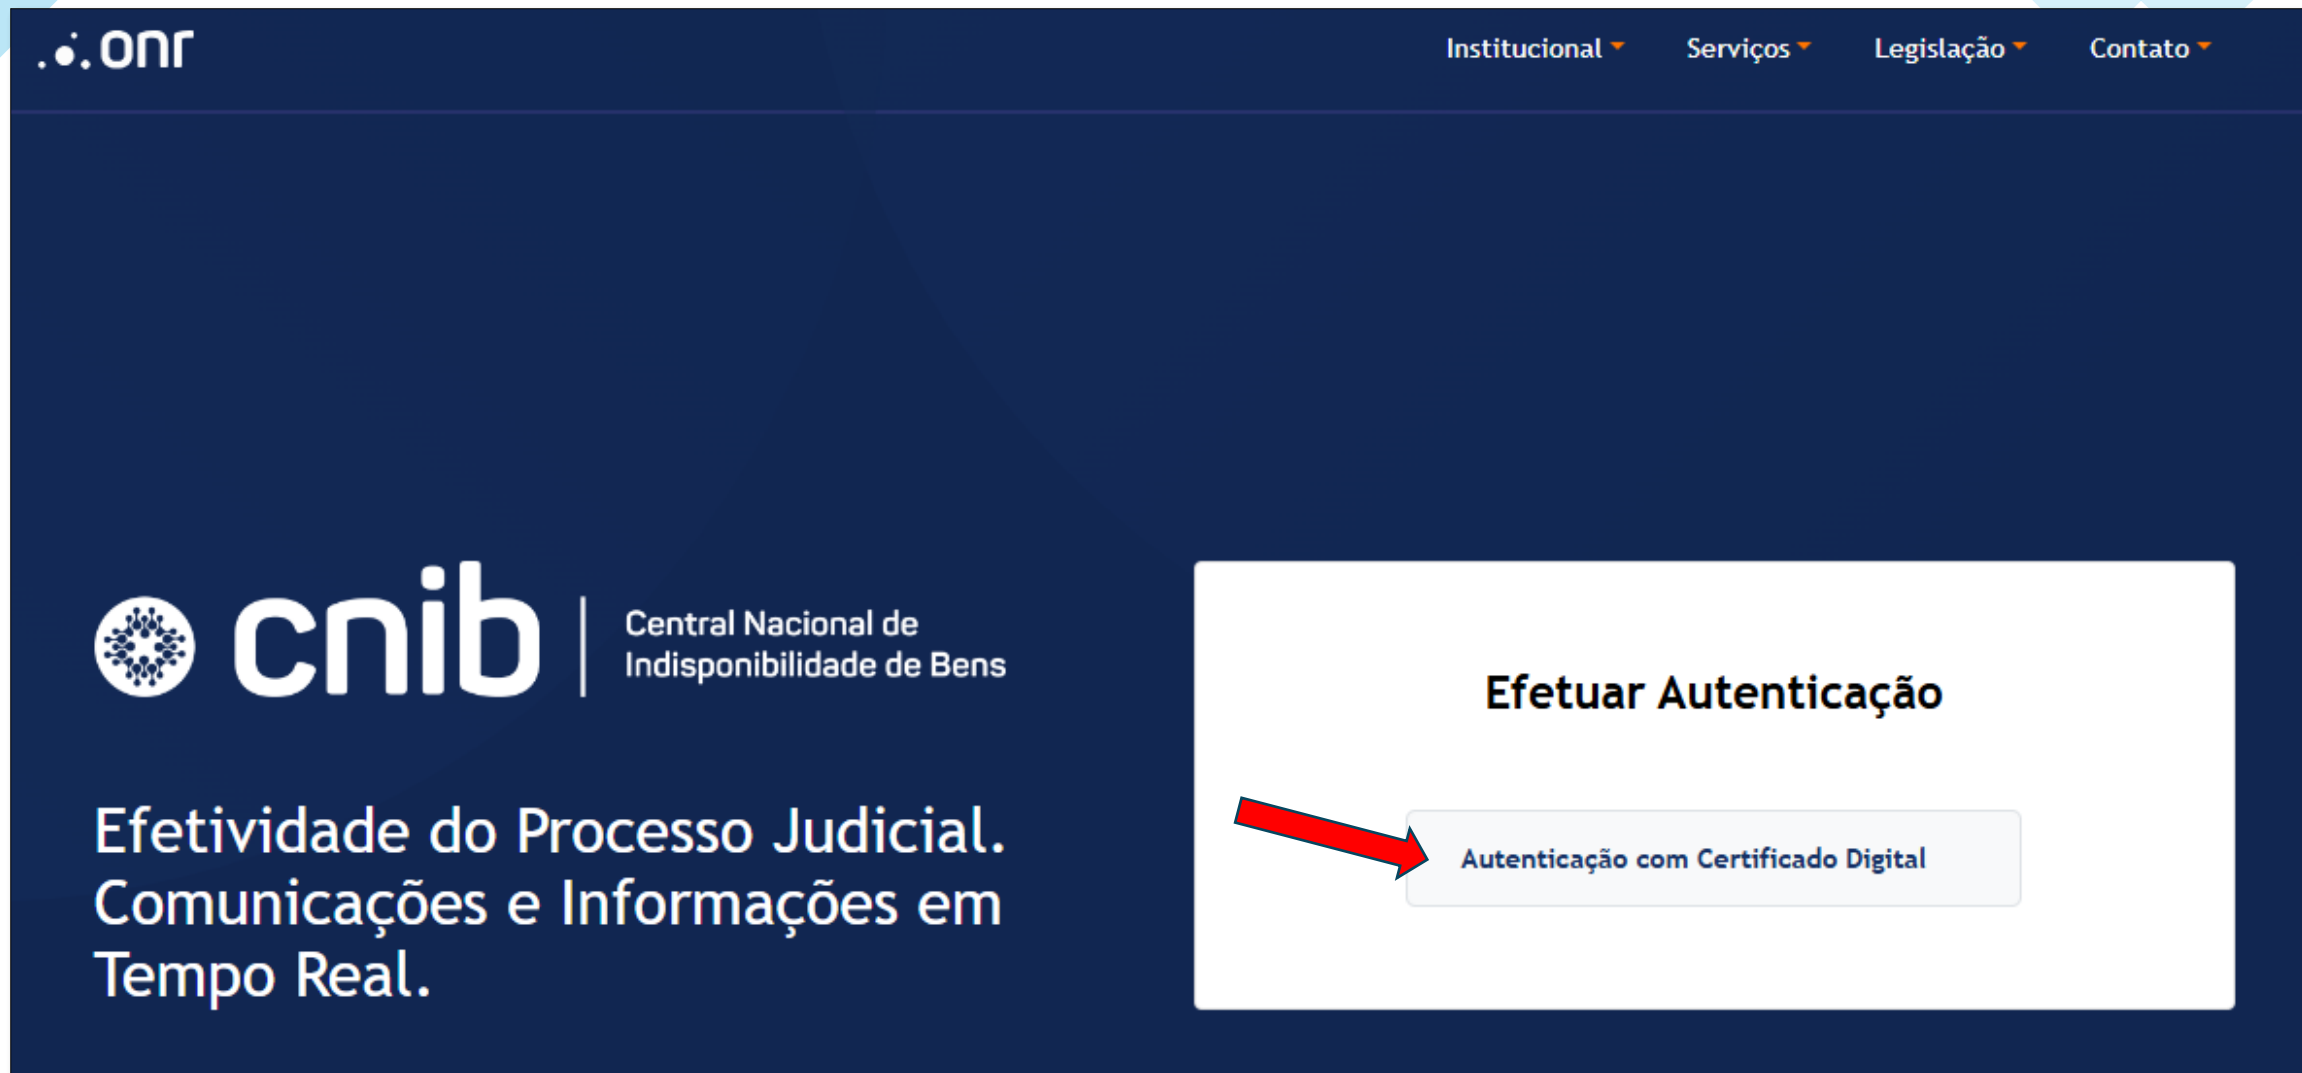 onr
Institucional
Serviços
Legislação
Contato
cnib
Central Nacional de
Indisponibilidade de Bens
Efetividade do Processo Judicial.
Comunicações e Informações em
Tempo Real.
Efetuar Autenticação
Autenticação com Certificado Digital